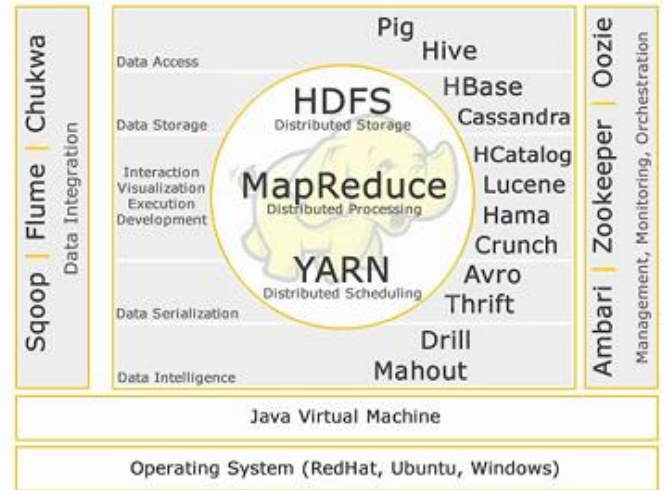 Sqoop | Flume | Chukwa
Data Integration
Pig
Hive
Data Access
HDFS
Distributed Storage
HBase
Cassandra
Data Storage
Interaction
Visualization
Execution
Development
MapReduce
Distributed Processing
HCatalog
Lucene
Hama
Crunch
YARN
Distributed Scheduling
Avro
Thrift
Data Serialization
Drill
Mahout
Data Intelligence
Ambari | Zookeeper | Oozie
Management, Monitoring, Orchestration
Java Virtual Machine
Operating System (RedHat, Ubuntu, Windows)